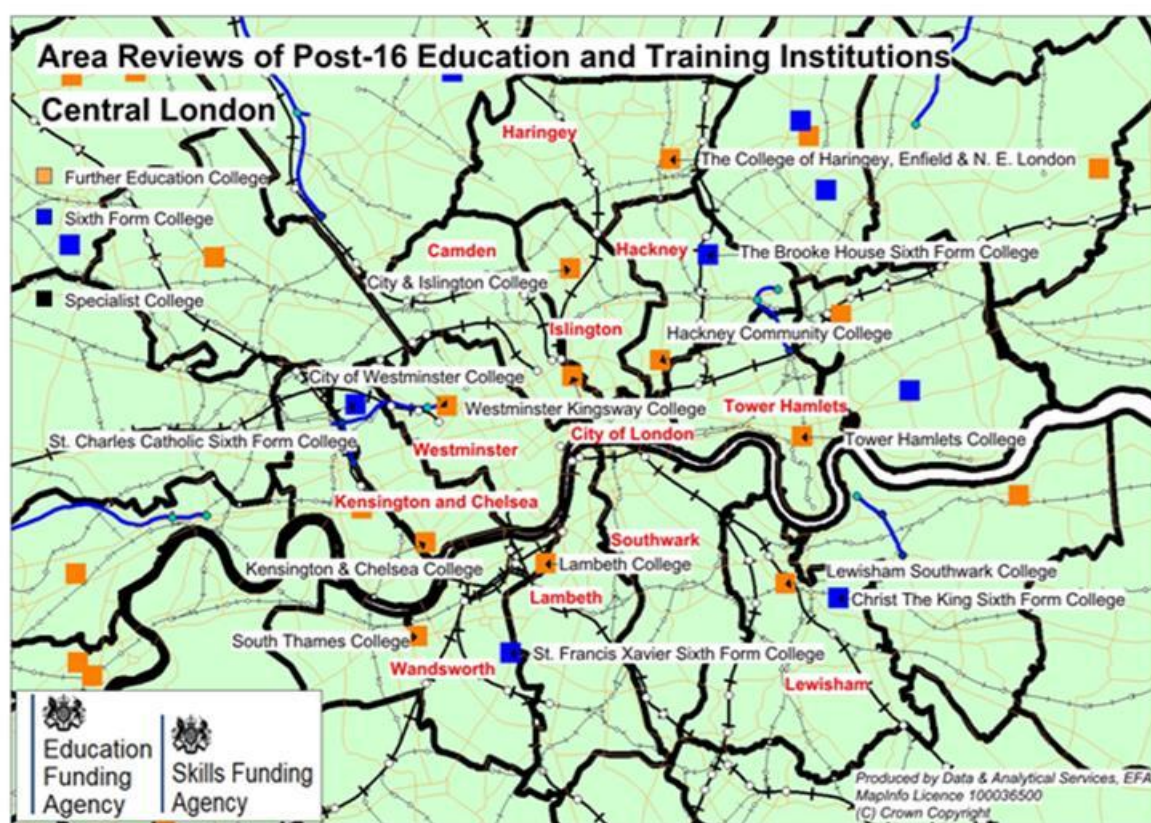 Area Reviews of Post-16 Education and Training Institutions
Central London
Haringey
Further Education College
The College of Haringey, Enfield & N. E. London
Sixth Form College
Camden
Hackney
The Brooke House Sixth Form College
City & Islington College
Specialist College
Islington
Hackney Community College
City of Westminster College
Westminster Kingsway College
Tower Hamlets
City of London
St. Charles Catholic Sixth Form College
Westminster
Tower Hamlets College
Kensington and Chelsea
Southwark
Kensington & Chelsea College
Lambeth College
Lewisham Southwark College
Lambeth
Christ The King Sixth Form College
South Thames College
Wandsworth
St. Francis Xavier Sixth Form College
Lewisham
Education
Funding
Agency
Skills Funding
Agency
Produced by Data & Analytical Services, EFA
MapInfo Licence 100036500
(C) Crown Copyright